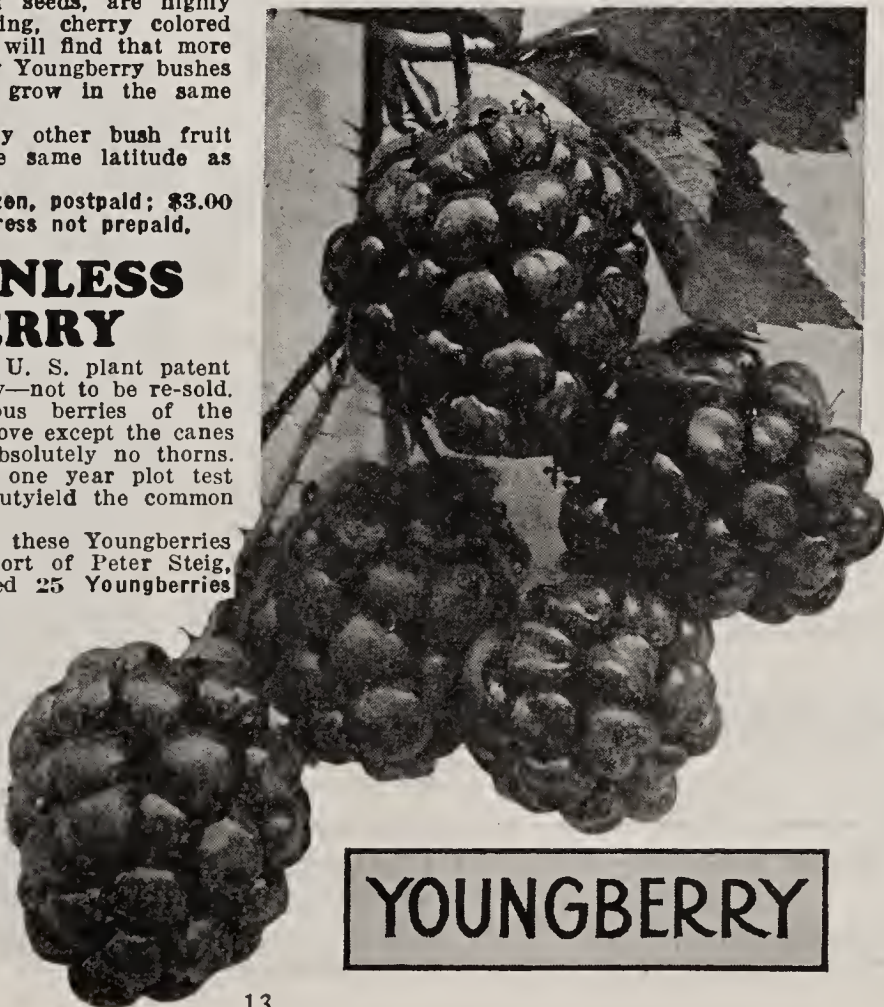 seeds, are highly
ing, cherry colored
will find that more
Youngberry bushes
grow in the same
y other bush fruit
e same latitude as
zen, postpaid; $3.00
ress not prepaid.
NLESS
ERRY
U. S. plant patent
y—not to be re-sold.
ous berries of the
ove except the canes
bsolutely no thorns.
one year plot test
utyield the common
these Youngberries
ort of Peter Steig,
ed 25 Youngberries
YOUNGBERRY
13